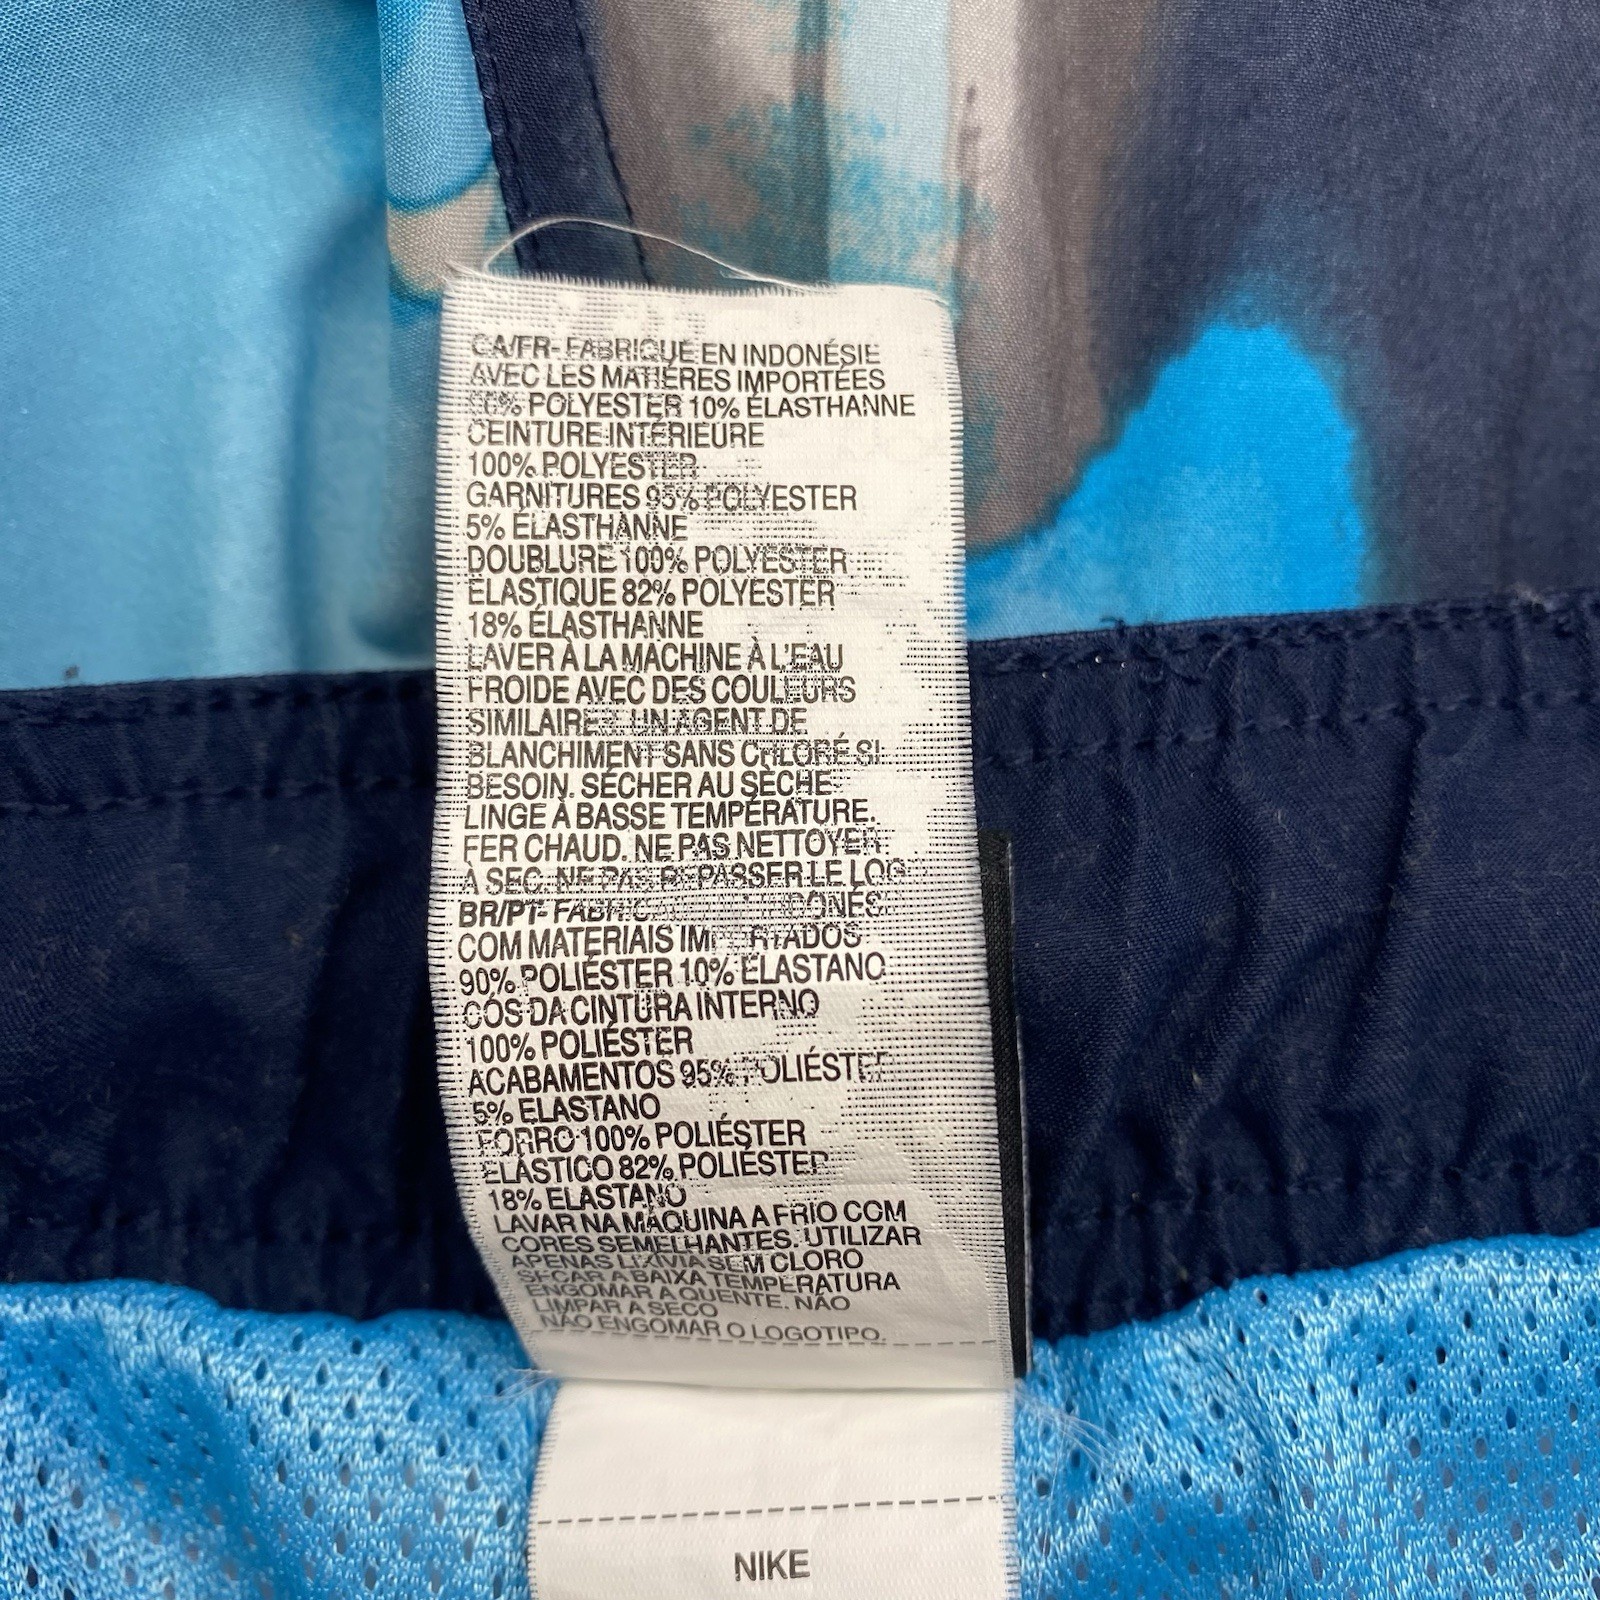 CA/FR- FABRIQUÉ EN INDONÉSIE
AVEC LES MATIÈRES IMPORTÉES
POLYESTER 10% ÉLASTHANNE
CEINTURE INTÉRIEURE
100% POLYESTER
GARNITURES 95% POLYESTER
5% ÉLASTHANNE
DOUBLURE 100% POLYESTER
ÉLASTIQUE 82% POLYESTER
18% ÉLASTHANNE
LAVER À LA MACHINE À L'EAU
FROIDE AVEC DES COULEURS
SIMILAIRES. UN AGENT DE
BLANCHIMENT SANS CHLORÉ SI
BESOIN. SÉCHER AU SÈCHE-
LINGE À BASSE TEMPÉRATURE.
FER CHAUD. NE PAS NETTOYER
À SEC. NE PAS REPASSER LE LOGO
BR/PT- INDONÉSIA
COM MATERIAIS IMPORTADOS
90% POLIÉSTER 10% ELASTANO
CÓS DA CINTURA INTERNO
100% POLIÉSTER
ACABAMENTOS 95% POLIÉSTER
5% ELASTANO
FORRO 100% POLIÉSTER
ELÁSTICO 82% POLIÉSTER
18% ELASTANO
LAVAR NA MÁQUINA A FRIO COM
CORES SEMELHANTES. UTILIZAR
APENAS LIXÍVIA SEM CLORO
SECAR A BAIXA TEMPERATURA
ENGOMAR A QUENTE. NÃO
LIMPAR A SECO
NÃO ENGOMAR O LOGOTIPO.
NIKE